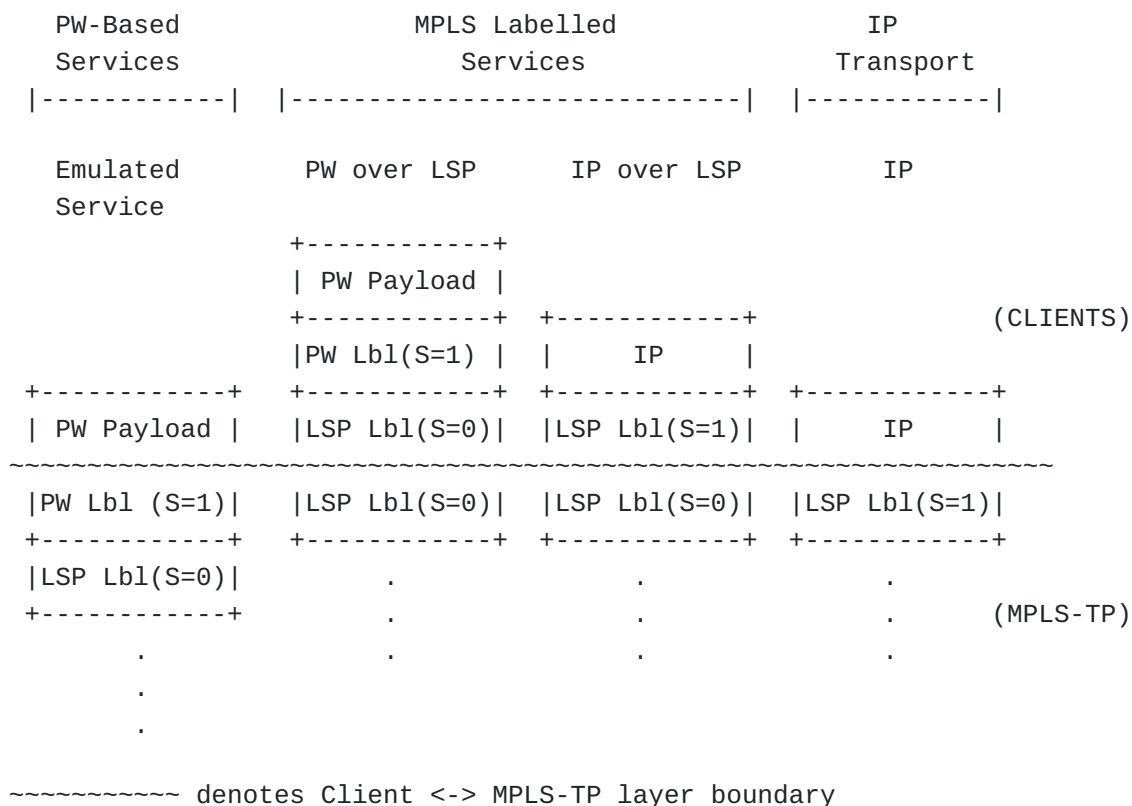 PW-Based               MPLS Labelled                IP
   Services                  Services                Transport
 |------------|  |-----------------------------|  |------------|

   Emulated        PW over LSP      IP over LSP         IP
   Service
                  +------------+
                  | PW Payload |
                  +------------+  +------------+               (CLIENTS)
                  |PW Lbl(S=1) |  |     IP     |
 +------------+   +------------+  +------------+  +------------+
 | PW Payload |   |LSP Lbl(S=0)|  |LSP Lbl(S=1)|  |     IP     |
~~~~~~~~~~~~~~~~~~~~~~~~~~~~~~~~~~~~~~~~~~~~~~~~~~~~~~~~~~~~~~~~~~~
 |PW Lbl (S=1)|   |LSP Lbl(S=0)|  |LSP Lbl(S=0)|  |LSP Lbl(S=1)|
 +------------+   +------------+  +------------+  +------------+
 |LSP Lbl(S=0)|         .               .               .
 +------------+         .               .               .      (MPLS-TP)
        .               .               .               .
        .
        .

~~~~~~~~~~~ denotes Client <-> MPLS-TP layer boundary